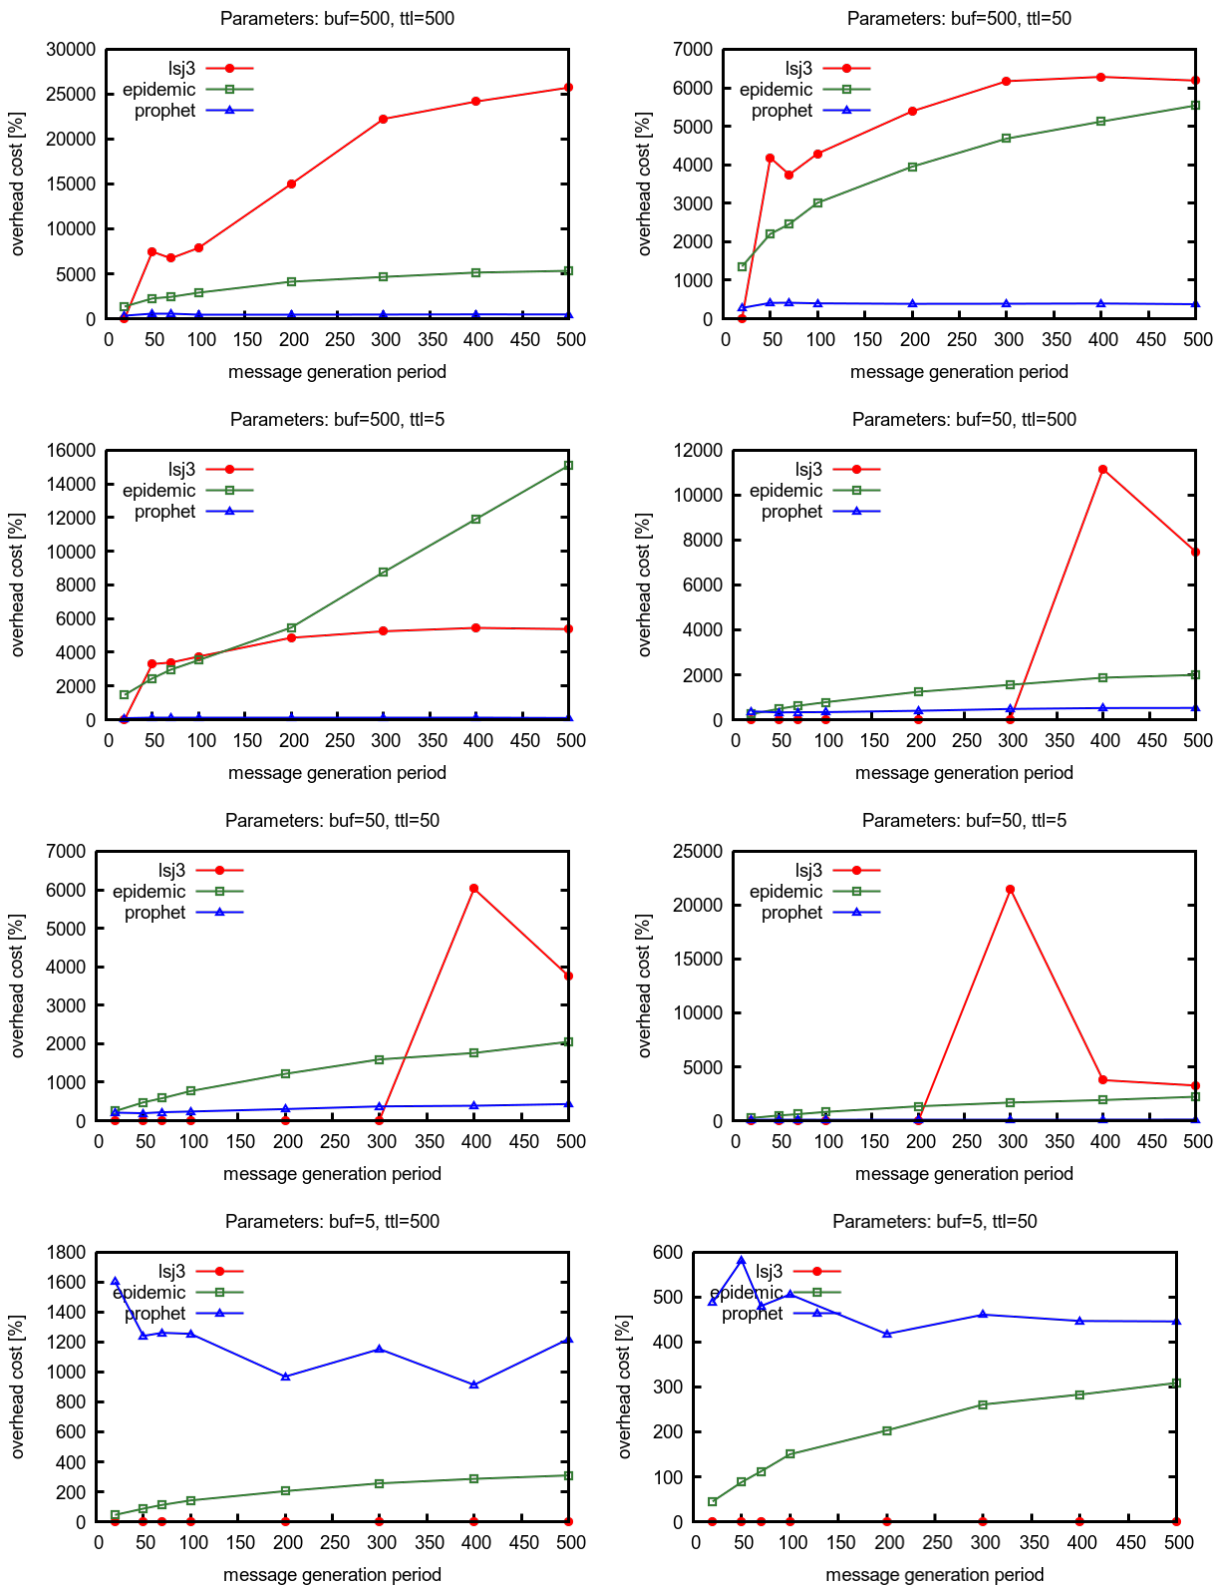 Parameters: buf=500, ttl=500
30000
25000
20000
15000
10000
5000
0
overhead cost [%]
lsj3
epidemic
prophet
0 50 100 150 200 250 300 350 400 450 500
message generation period
Parameters: buf=500, ttl=50
7000
6000
5000
4000
3000
2000
1000
0
overhead cost [%]
lsj3
epidemic
prophet
0 50 100 150 200 250 300 350 400 450 500
message generation period
Parameters: buf=500, ttl=5
16000
14000
12000
10000
8000
6000
4000
2000
0
overhead cost [%]
lsj3
epidemic
prophet
0 50 100 150 200 250 300 350 400 450 500
message generation period
Parameters: buf=50, ttl=500
12000
10000
8000
6000
4000
2000
0
overhead cost [%]
lsj3
epidemic
prophet
0 50 100 150 200 250 300 350 400 450 500
message generation period
Parameters: buf=50, ttl=50
7000
6000
5000
4000
3000
2000
1000
0
overhead cost [%]
lsj3
epidemic
prophet
0 50 100 150 200 250 300 350 400 450 500
message generation period
Parameters: buf=50, ttl=5
25000
20000
15000
10000
5000
0
overhead cost [%]
lsj3
epidemic
prophet
0 50 100 150 200 250 300 350 400 450 500
message generation period
Parameters: buf=5, ttl=500
1800
1600
1400
1200
1000
800
600
400
200
0
overhead cost [%]
lsj3
epidemic
prophet
0 50 100 150 200 250 300 350 400 450 500
message generation period
Parameters: buf=5, ttl=50
600
500
400
300
200
100
0
overhead cost [%]
lsj3
epidemic
prophet
0 50 100 150 200 250 300 350 400 450 500
message generation period